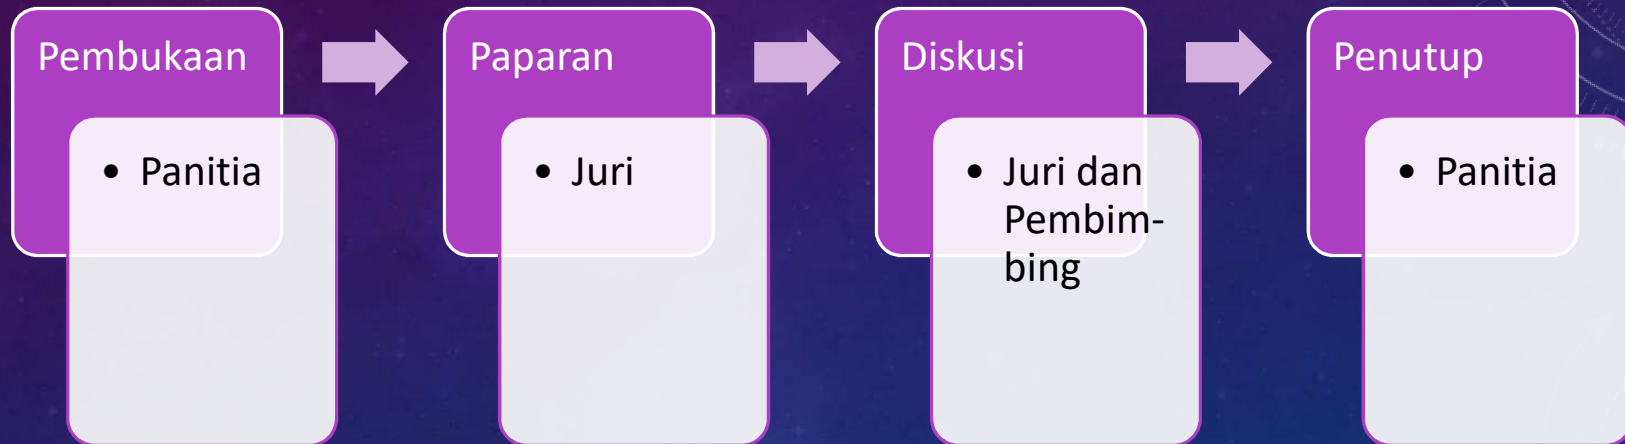 Pembukaan
• Panitia
Paparan
• Juri
Diskusi
• Juri dan
Pembim-
bing
Penutup
• Panitia